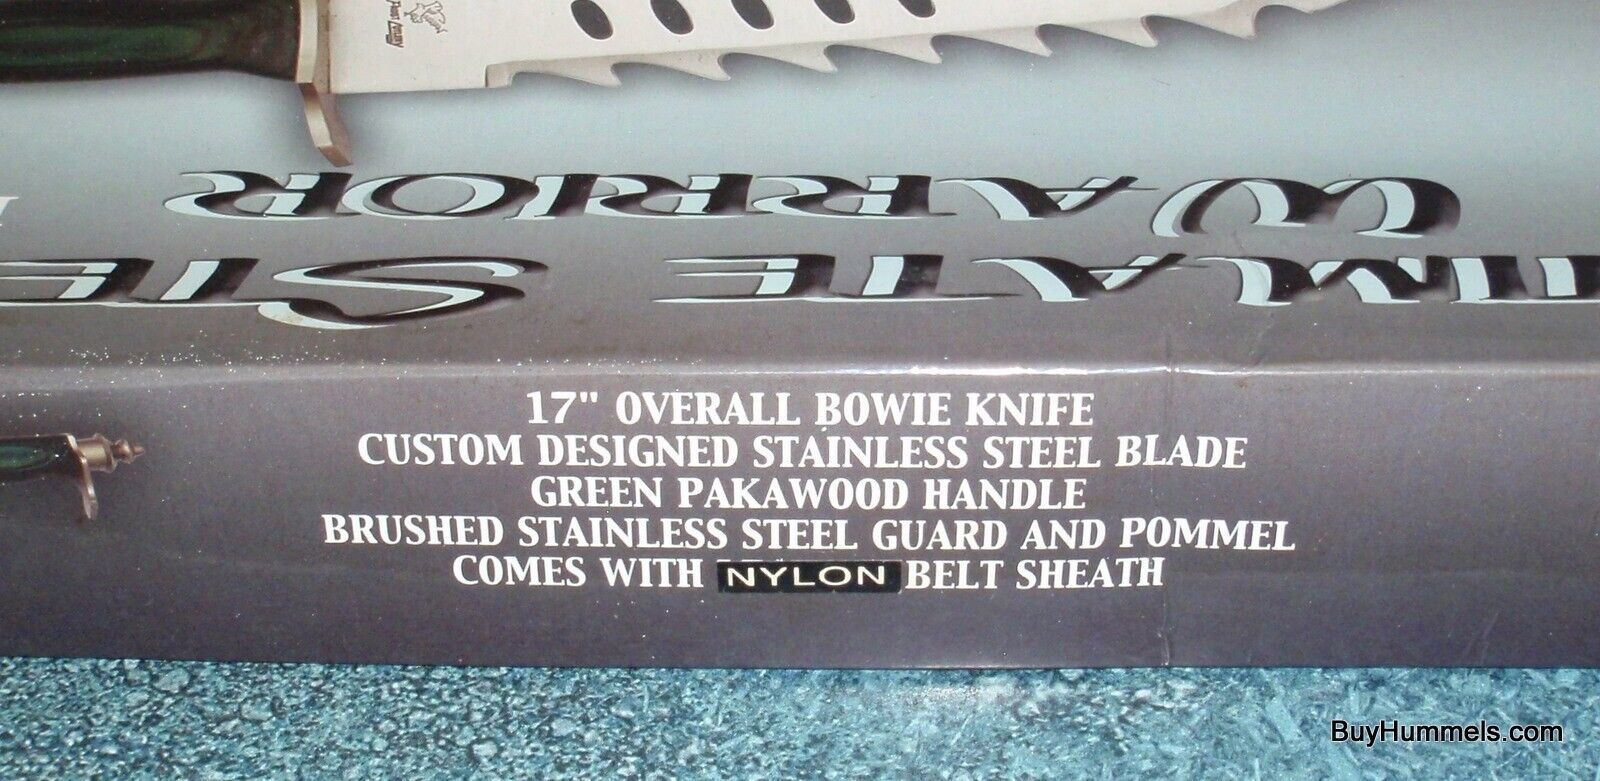 WARRIOR
STE
17" OVERALL BOWIE KNIFE
CUSTOM DESIGNED STAINLESS STEEL BLADE
GREEN PAKAWOOD HANDLE
BRUSHED STAINLESS STEEL GUARD AND POMMEL
COMES WITH NYLON BELT SHEATH
BuyHummels.com